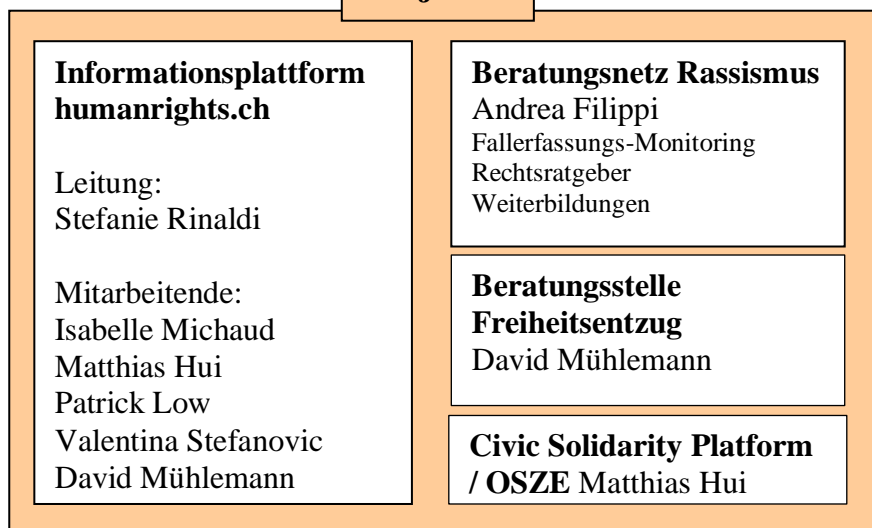 Informationsplattform
humanrights.ch
Leitung:
Stefanie Rinaldi
Mitarbeitende:
Isabelle Michaud
Matthias Hui
Patrick Low
Valentina Stefanovic
David Mühlemann
Beratungsnetz Rassismus
Andrea Filippi
Fallerfassungs-Monitoring
Rechtsratgeber
Weiterbildungen
Beratungsstelle
Freiheitsentzug
David Mühlemann
Civic Solidarity Platform
/ OSZE Matthias Hui